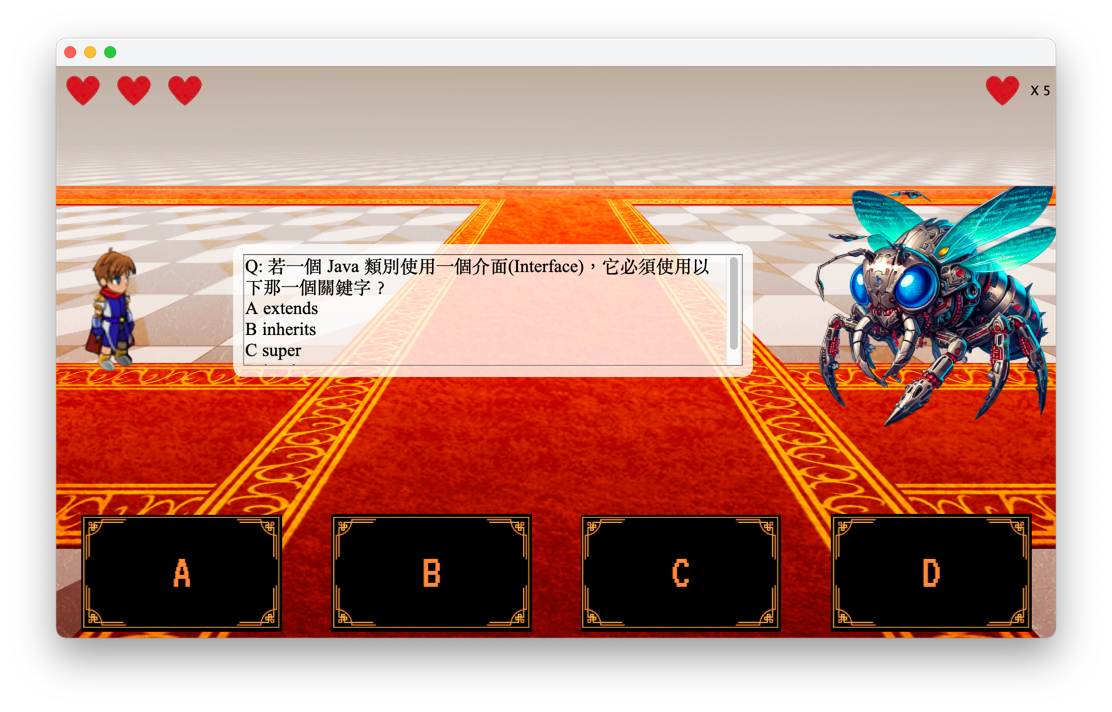 X 5
Q: 若一個 Java 類別使用一個介面(Interface)，它必須使用以
下那一個關鍵字？
A extends
B inherits
C super
A
B
C
D